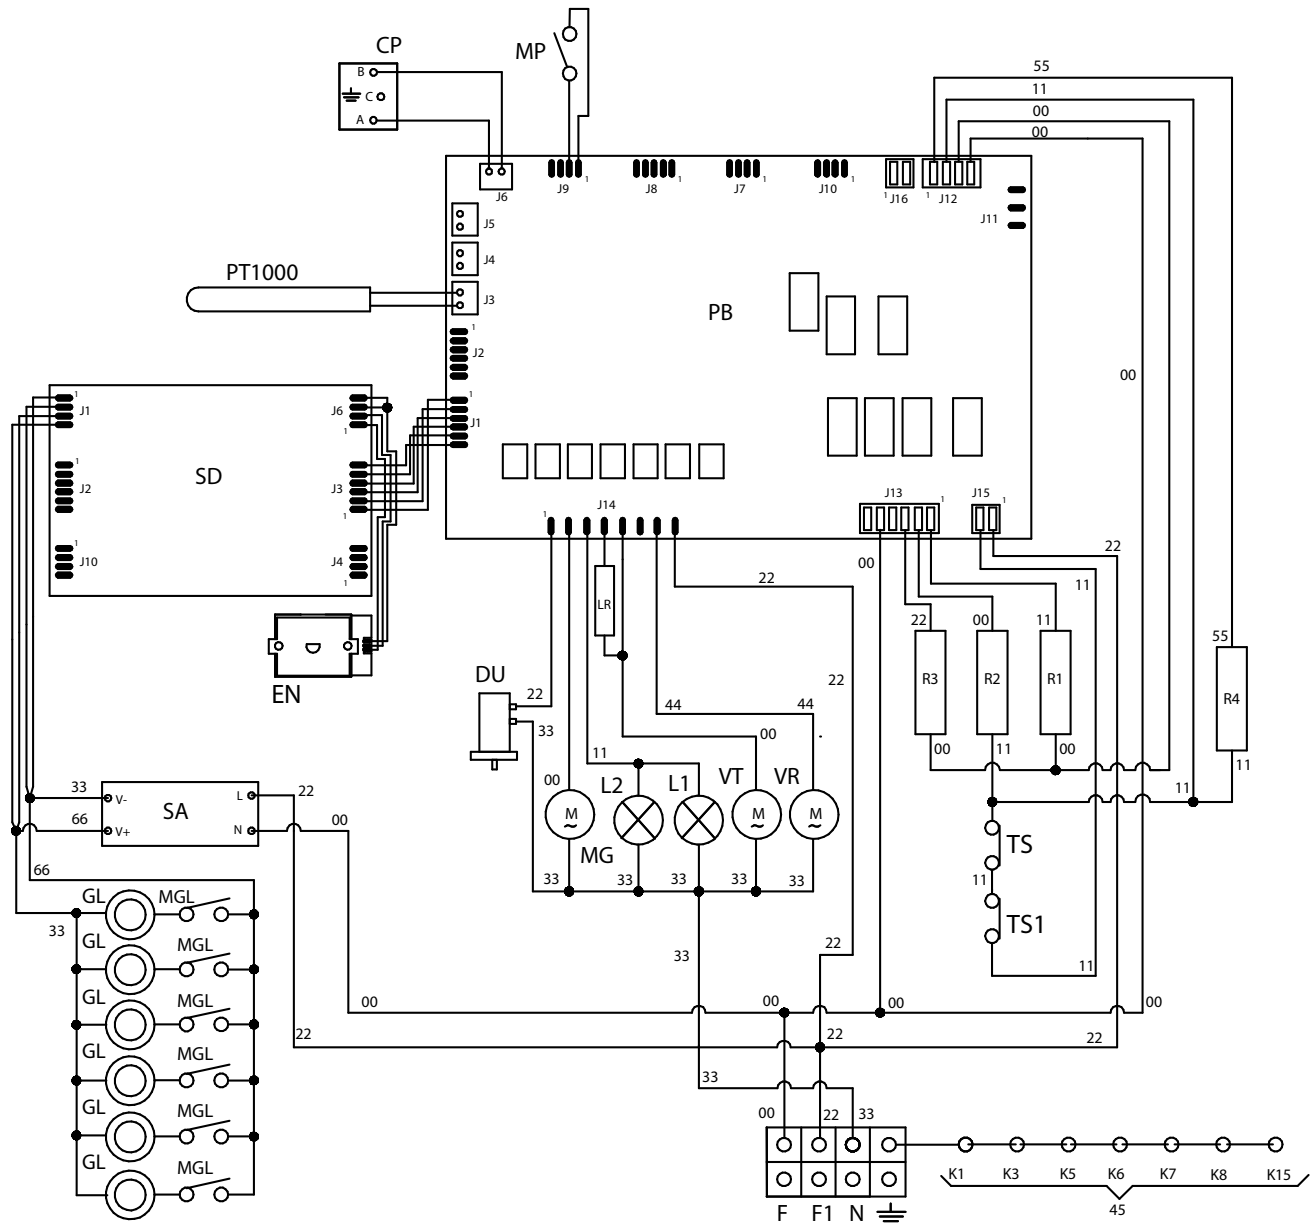 CP
MP
B
C
A
55
11
00
00
J6
J9
1
J8
1
J7
1
J10
1
1
J16
1
J12
J11
J5
J4
PT1000
J3
PB
1
J2
00
1
J1
J6
1
1
J1
SD
1
J2
J3
1
1
J10
J4
1
J14
1
J13
1
J15
1
00
22
22
11
LR
22
00
11
55
R3
R2
R1
R4
EN
DU
22
33
44
44
22
00
11
00
11
00
11
33
V-
L
22
SA
66
V+
N
00
00
L2
L1
VT
VR
M
~
M
~
M
~
MG
11
TS
66
33
33
33
33
33
11
TS1
11
GL
MGL
33
GL
MGL
GL
MGL
GL
MGL
GL
MGL
GL
MGL
33
22
00
00
00
00
22
22
22
33
00
22
33
K1
K3
K5
K6
K7
K8
K15
45
F
F1
N